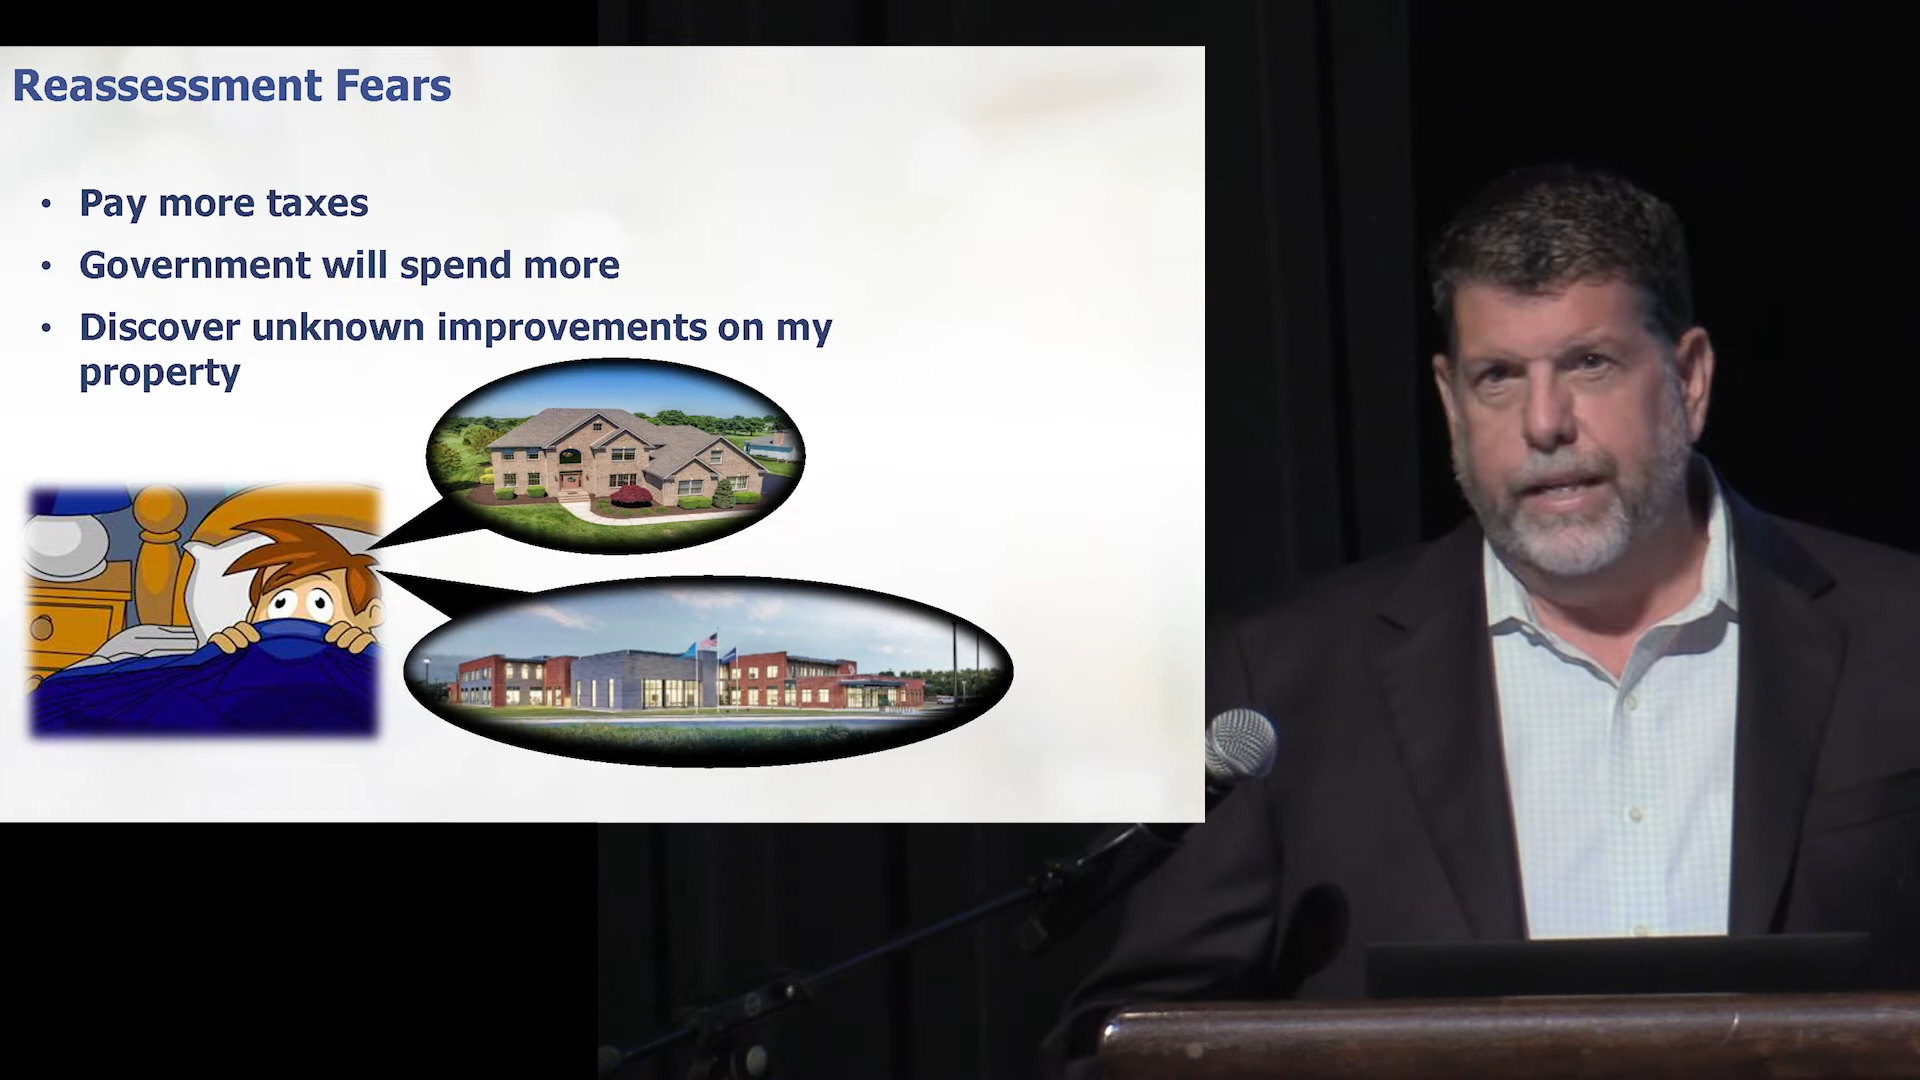 Reassessment Fears
• Pay more taxes
• Government will spend more
• Discover unknown improvements on my
property